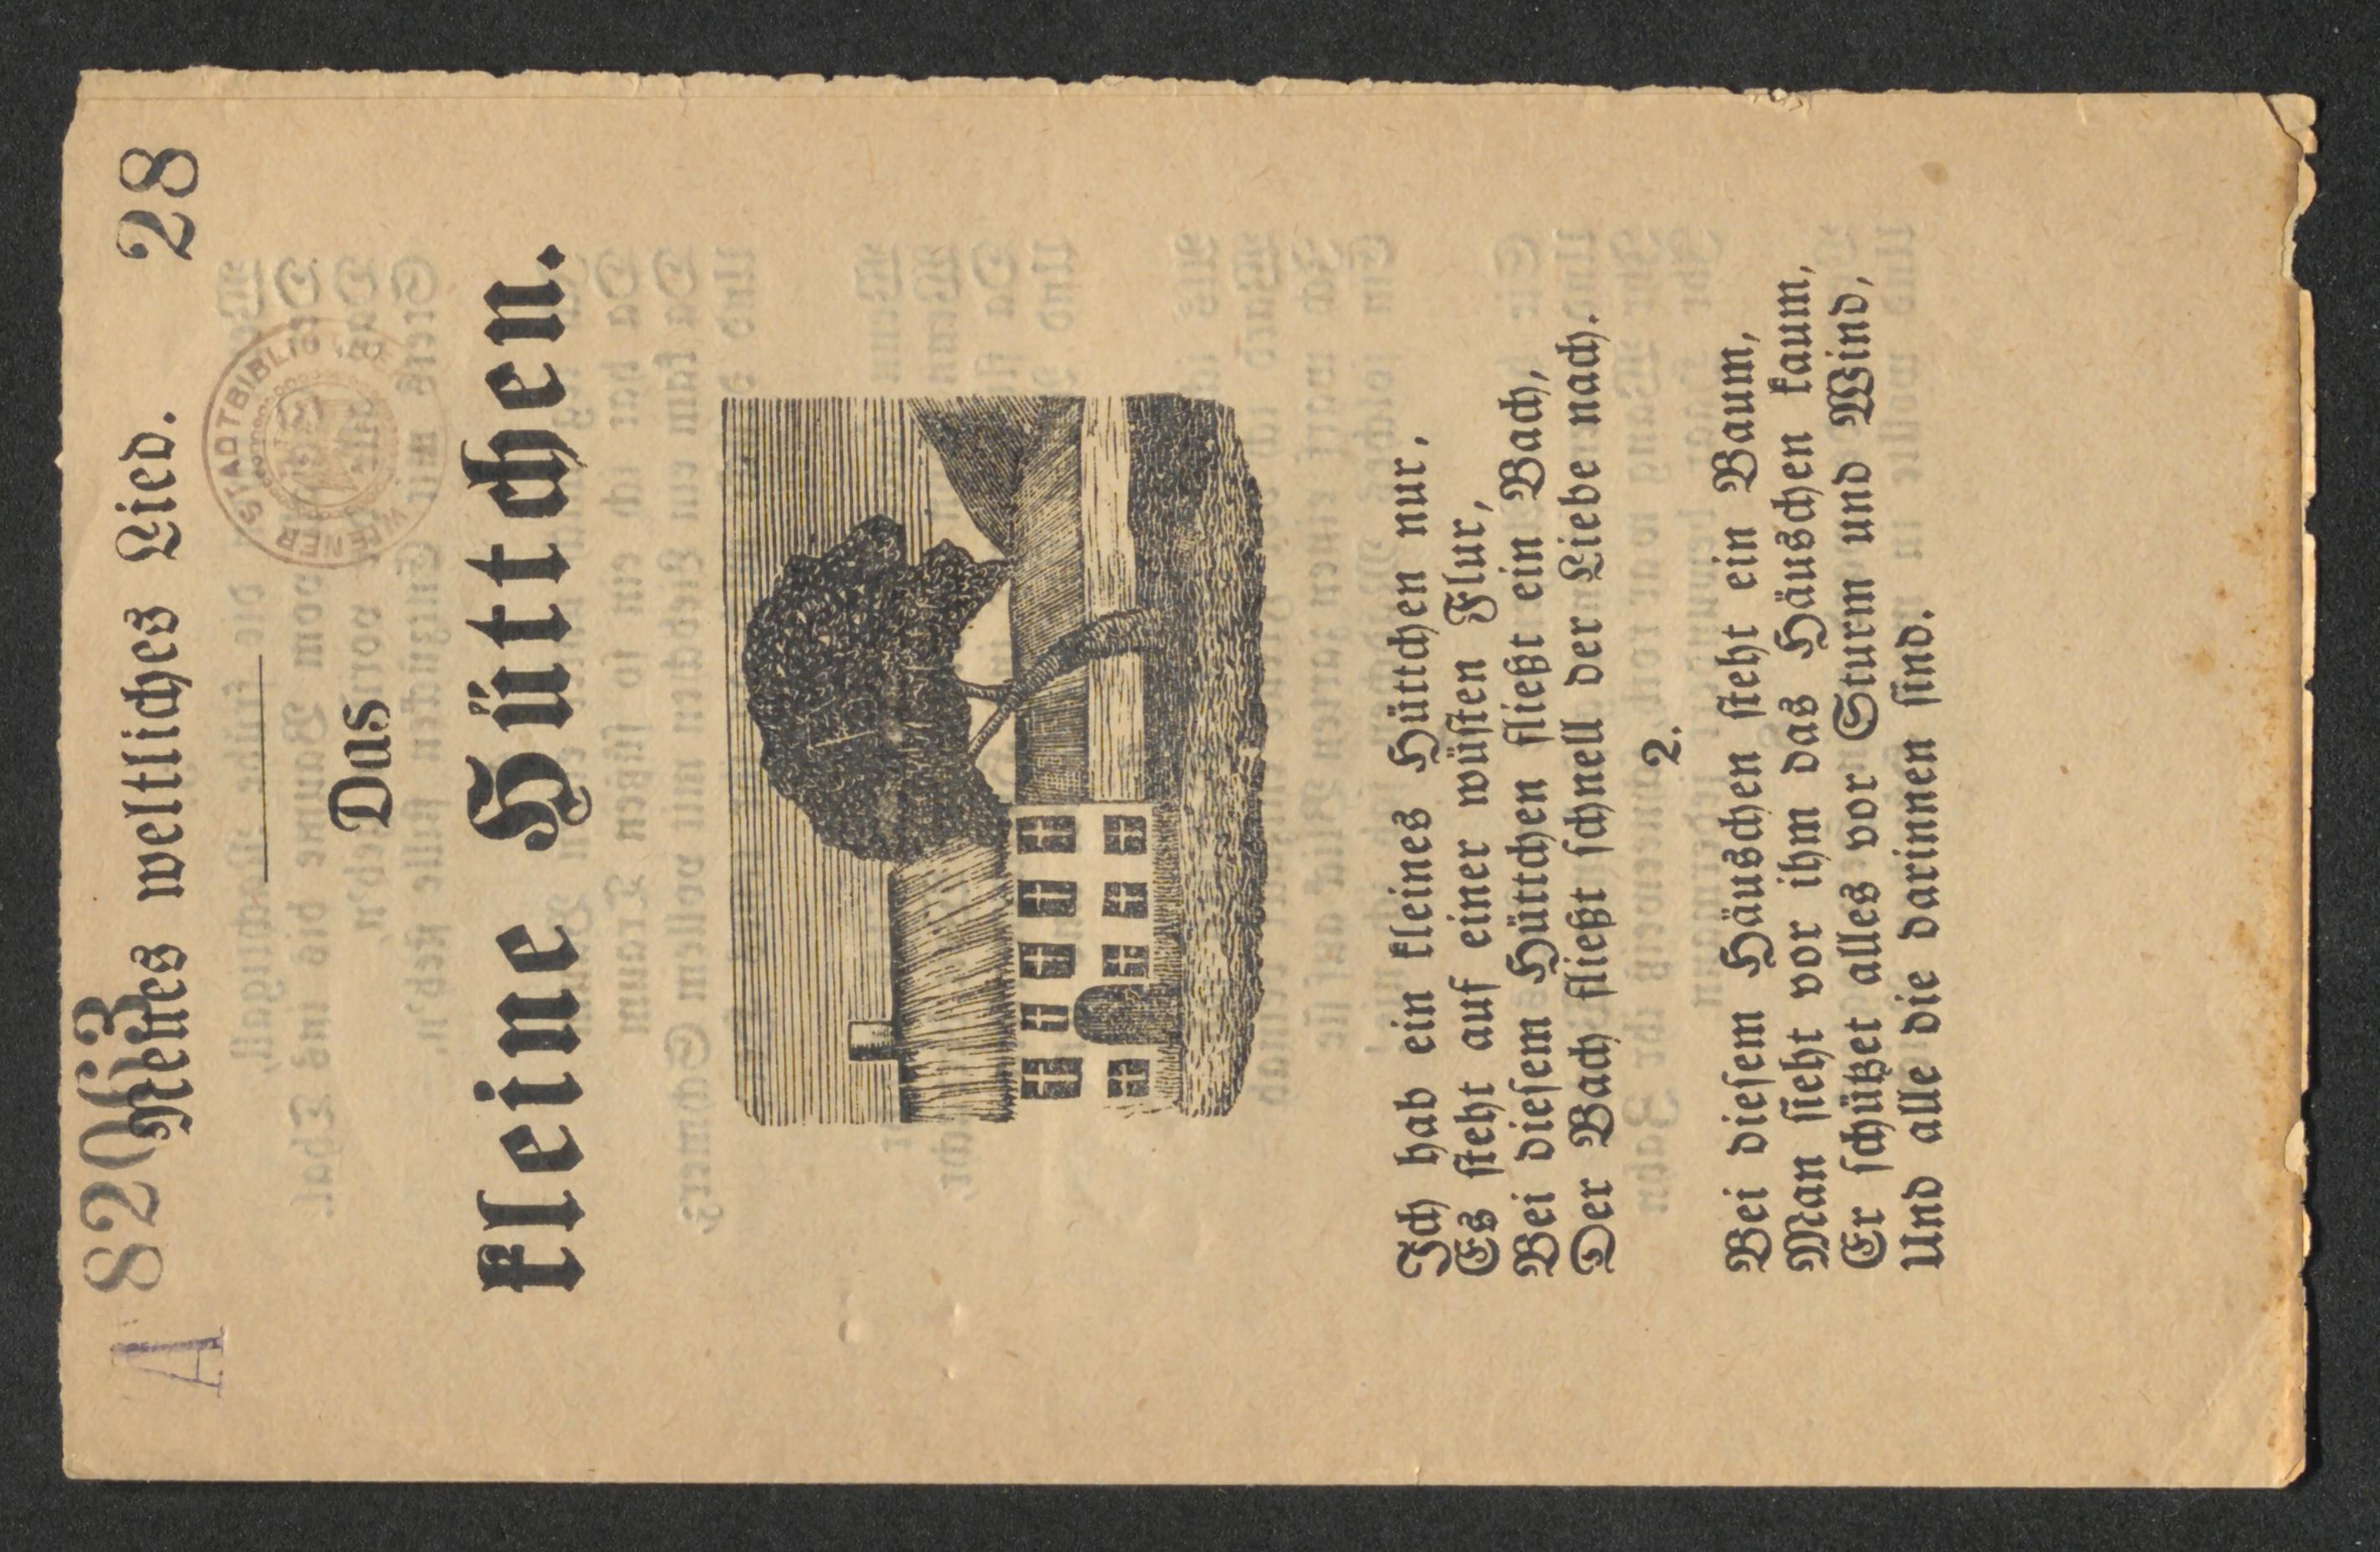 A 82063
28
Neues weltliches Lied.
WIENER STADTBIBLIO
Das
kleine Hüttchen.
Ich hab ein kleines Hüttchen nur,
Es steht auf einer wüsten Flur,
Bei diesem Hüttchen fließt ein Bach,
Der Bach fließt schnell der Liebe nach.
2.
Bei diesem Häuschen steht ein Baum,
Man sieht vor ihm das Häuschen kaum,
Er schützet alles vor Sturm und Wind,
Und alle die darinnen sind.